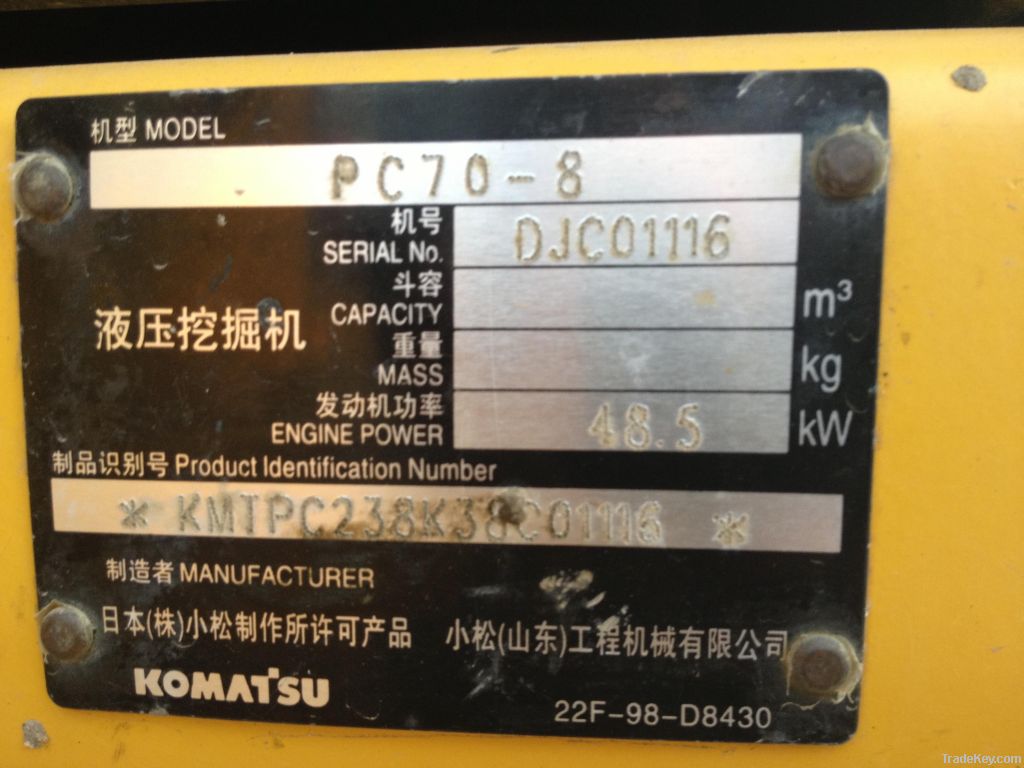 机型 MODEL
PC70-8
机号
SERIAL No.
DJC01116
斗容
CAPACITY
m³
液压挖掘机
重量
MASS
kg
发动机功率
ENGINE POWER
48.5
kW
制品识别号 Product Identification Number
* KMTPC238K38C01116 *
制造者 MANUFACTURER
日本(株)小松制作所许可产品 小松(山东)工程机械有限公司
KOMATSU
22F-98-D8430
TradeKey.com